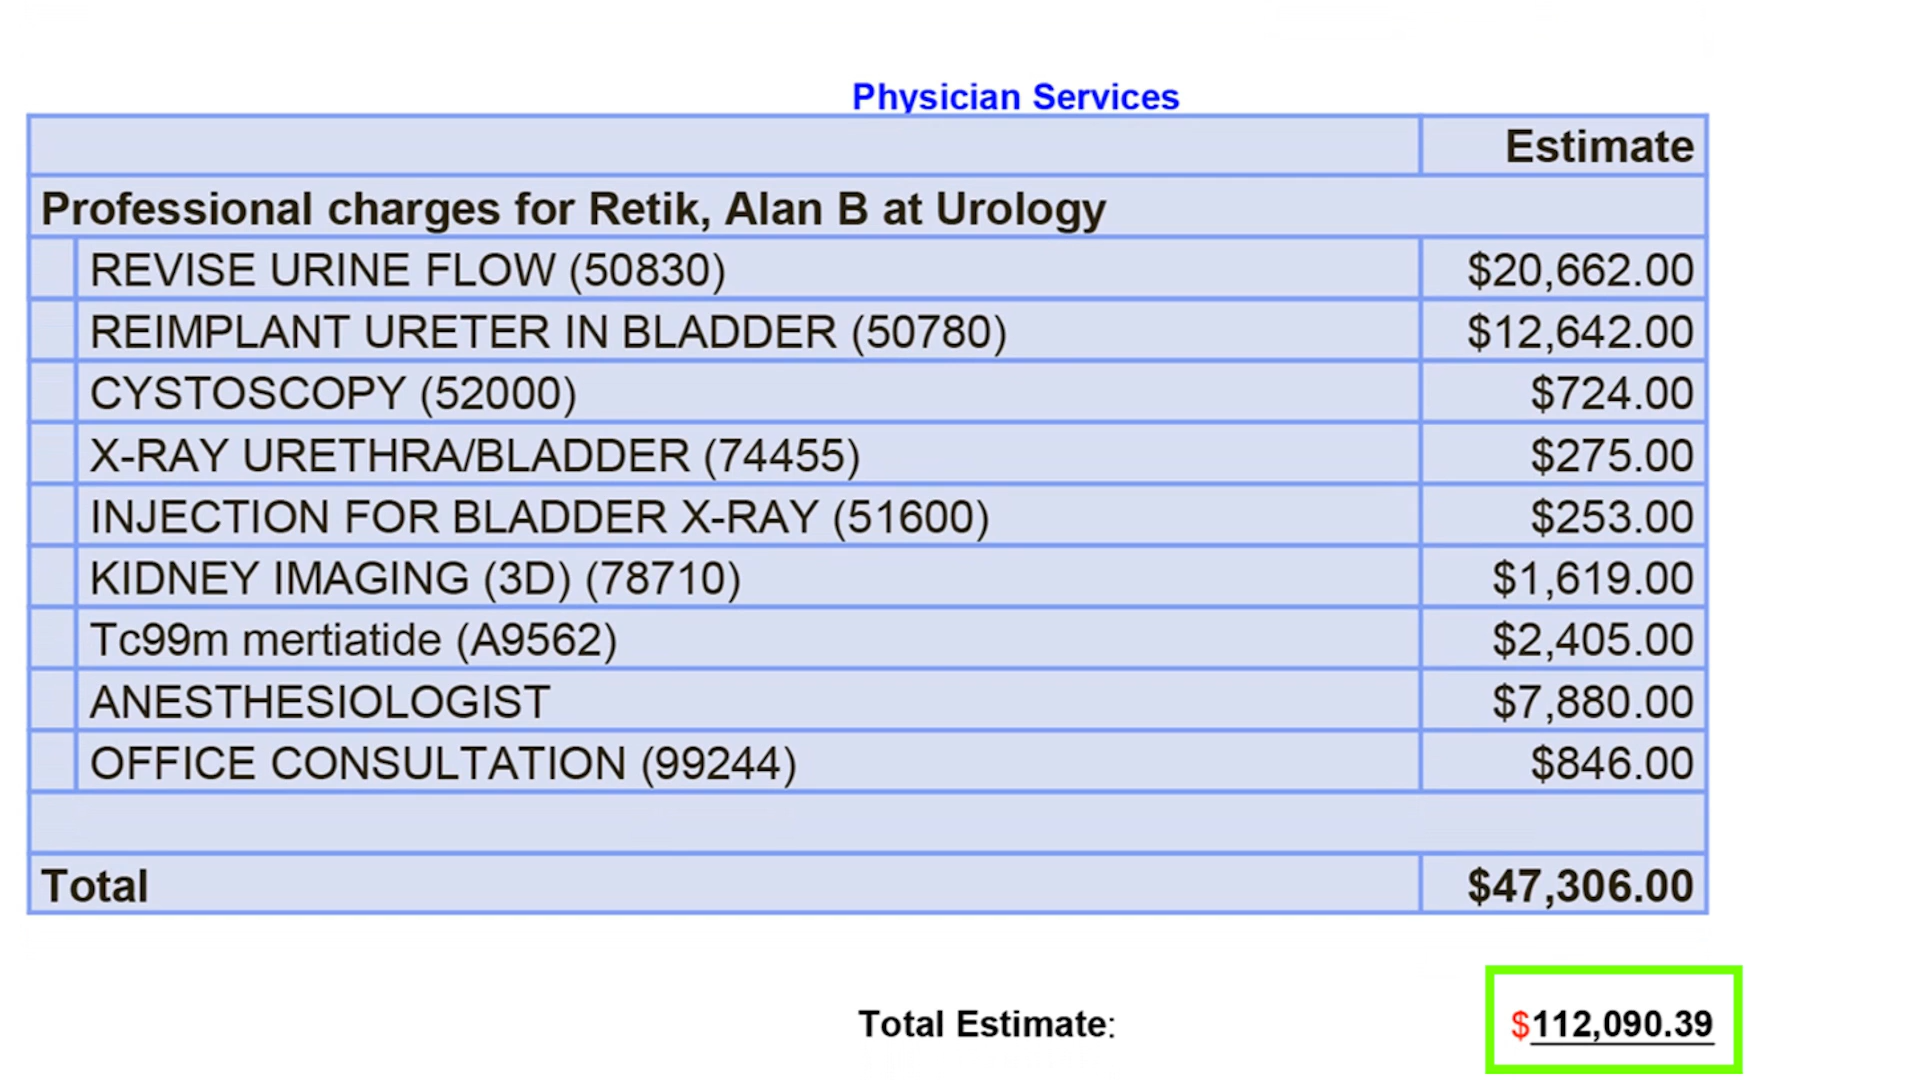 Physician Services
Estimate
Professional charges for Retik, Alan B at Urology
REVISE URINE FLOW (50830) $20,662.00
REIMPLANT URETER IN BLADDER (50780) $12,642.00
CYSTOSCOPY (52000) $724.00
X-RAY URETHRA/BLADDER (74455) $275.00
INJECTION FOR BLADDER X-RAY (51600) $253.00
KIDNEY IMAGING (3D) (78710) $1,619.00
Tc99m mertiatide (A9562) $2,405.00
ANESTHESIOLOGIST $7,880.00
OFFICE CONSULTATION (99244) $846.00
Total $47,306.00
Total Estimate: $112,090.39